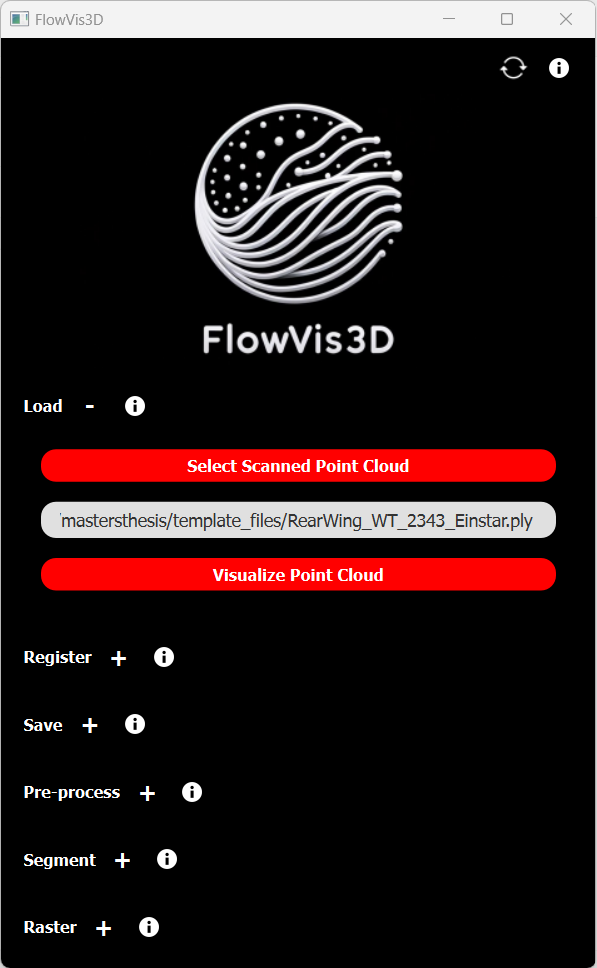 FlowVis3D
FlowVis3D
Load -
Select Scanned Point Cloud
/mastersthesis/template_files/RearWing_WT_2343_Einstar.ply
Visualize Point Cloud
Register +
Save +
Pre-process +
Segment +
Raster +